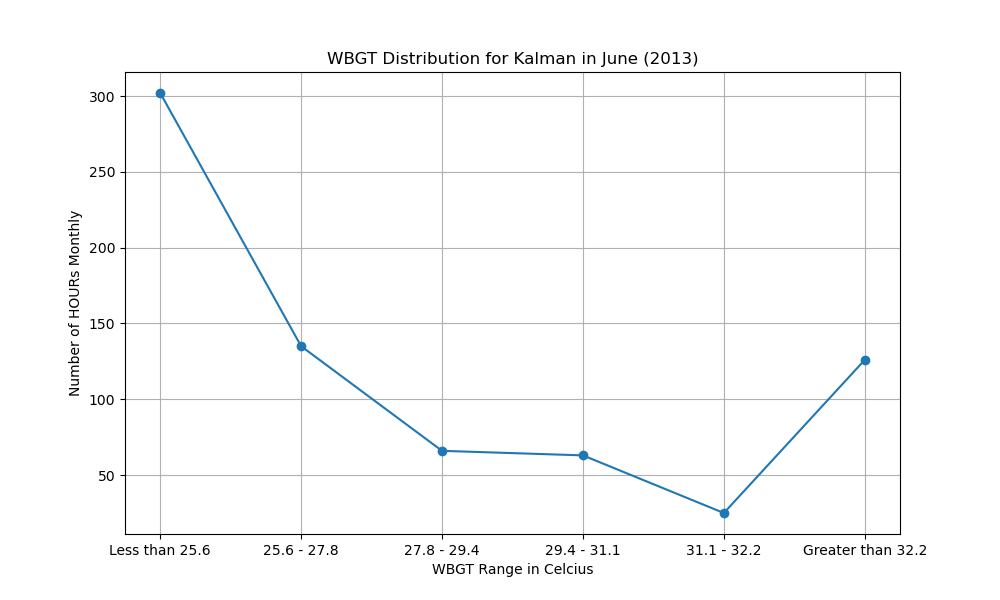 WBGT Distribution for Kalman in June (2013)
Number of HOURs Monthly
300
250
200
150
100
50
Less than 25.6 25.6 - 27.8 27.8 - 29.4 29.4 - 31.1 31.1 - 32.2 Greater than 32.2
WBGT Range in Celcius